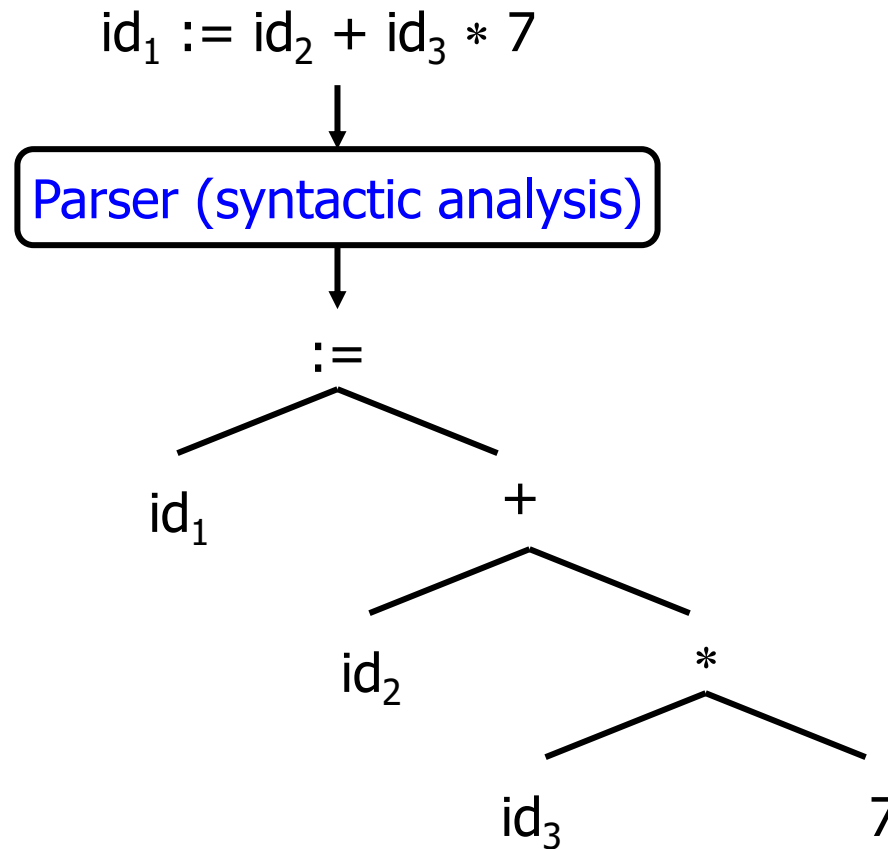 id₁ := id₂ + id₃ * 7
Parser (syntactic analysis)
:=
id₁ +
id₂ *
id₃ 7